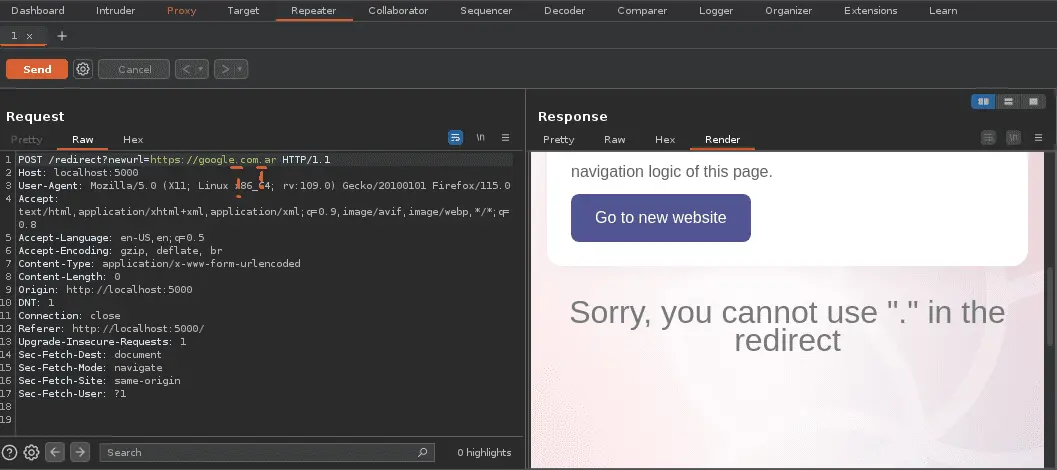 Dashboard Intruder Proxy Target Repeater Collaborator Sequencer Decoder Comparer Logger Organizer Extensions Learn
1 × +
Send Cancel < ▾ > ▾
Request
Pretty Raw Hex \n
1 POST /redirect?newurl=https://google.com.ar HTTP/1.1
2 Host: localhost:5000
3 User-Agent: Mozilla/5.0 (X11; Linux x86_64; rv:109.0) Gecko/20100101 Firefox/115.0
4 Accept:
text/html,application/xhtml+xml,application/xml;q=0.9,image/avif,image/webp,*/*;q=
0.8
5 Accept-Language: en-US,en;q=0.5
6 Accept-Encoding: gzip, deflate, br
7 Content-Type: application/x-www-form-urlencoded
8 Content-Length: 0
9 Origin: http://localhost:5000
10 DNT: 1
11 Connection: close
12 Referer: http://localhost:5000/
13 Upgrade-Insecure-Requests: 1
14 Sec-Fetch-Dest: document
15 Sec-Fetch-Mode: navigate
16 Sec-Fetch-Site: same-origin
17 Sec-Fetch-User: ?1
18
19
? Search 0 highlights
Response
Pretty Raw Hex Render \n
navigation logic of this page.
Go to new website
Sorry, you cannot use "." in the
redirect